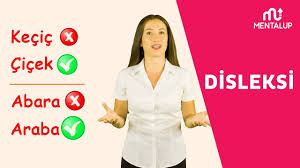 Keçiç
Çiçek
Abara
Araba
MENTALUP
DİSLEKSİ